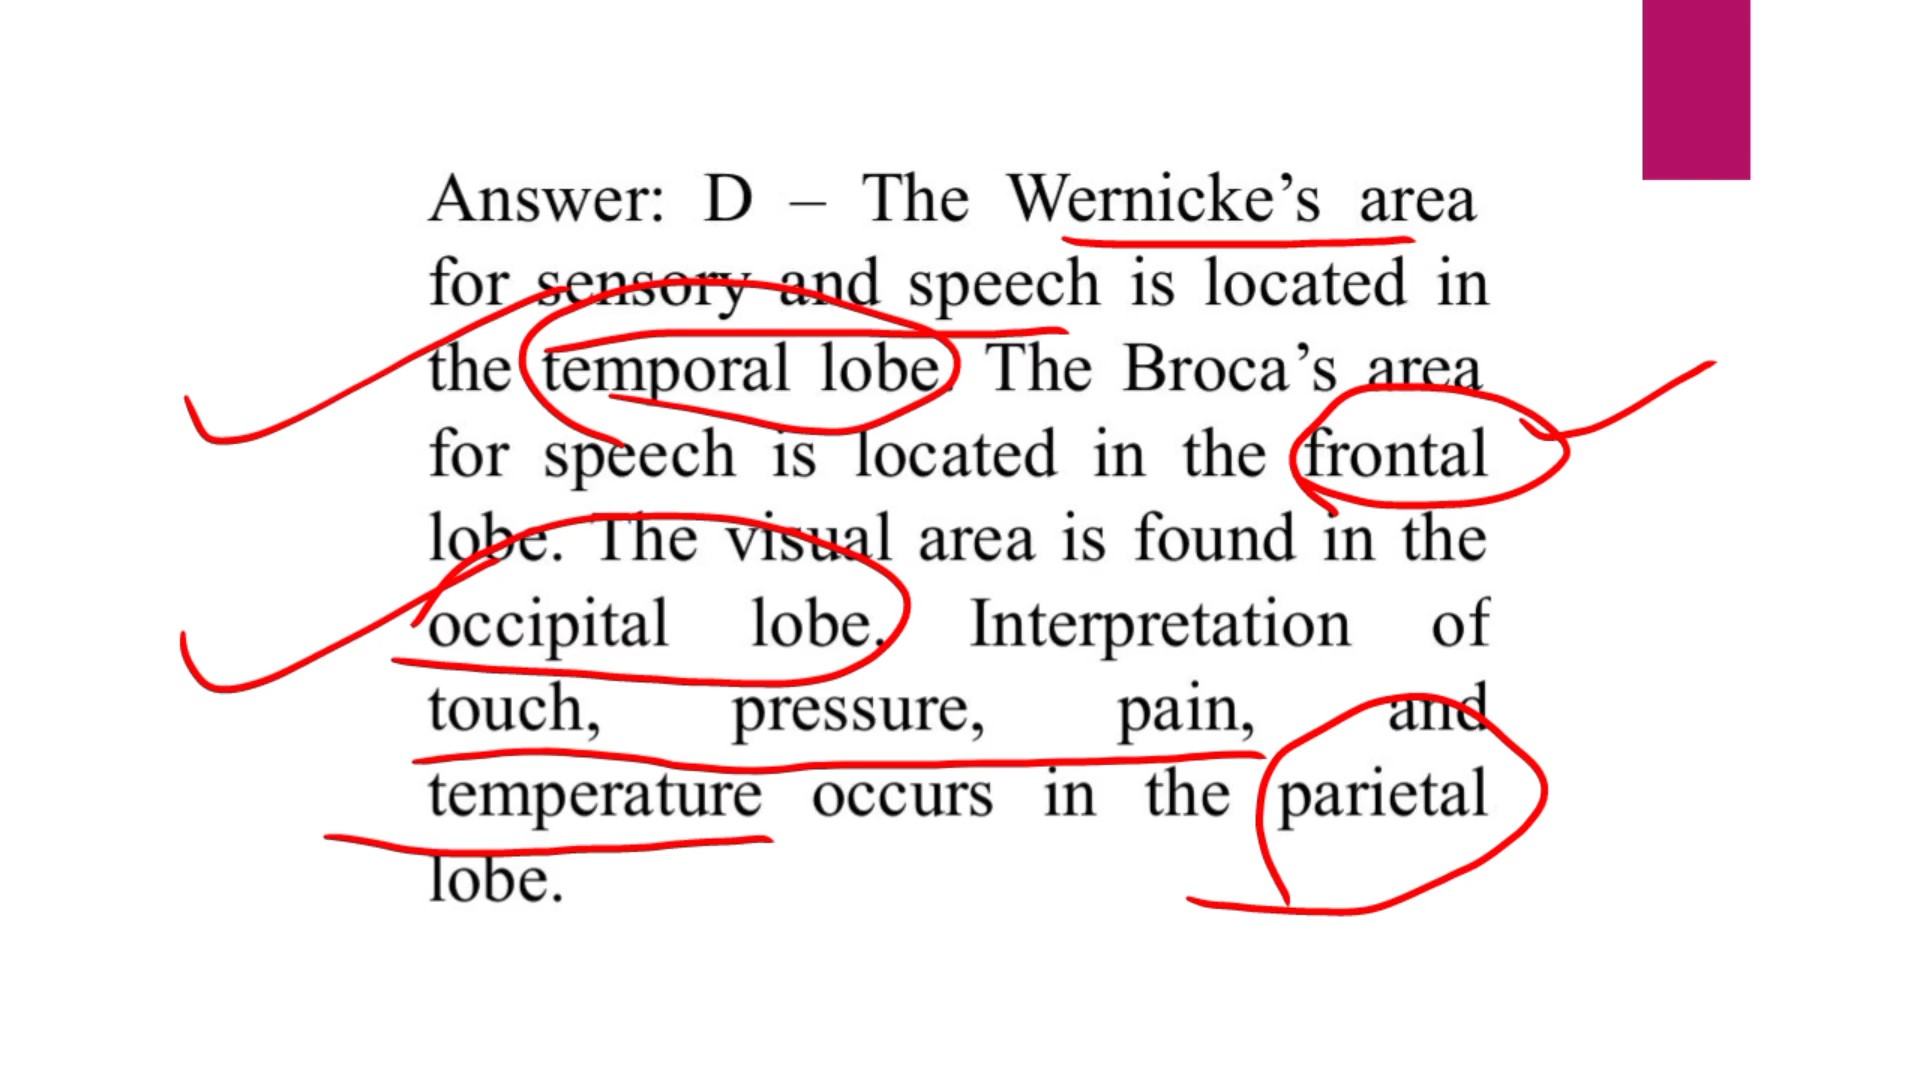 Answer: D – The Wernicke’s area
for sensory and speech is located in
the temporal lobe. The Broca’s area
for speech is located in the frontal
lobe. The visual area is found in the
occipital lobe. Interpretation of
touch, pressure, pain, and
temperature occurs in the parietal
lobe.